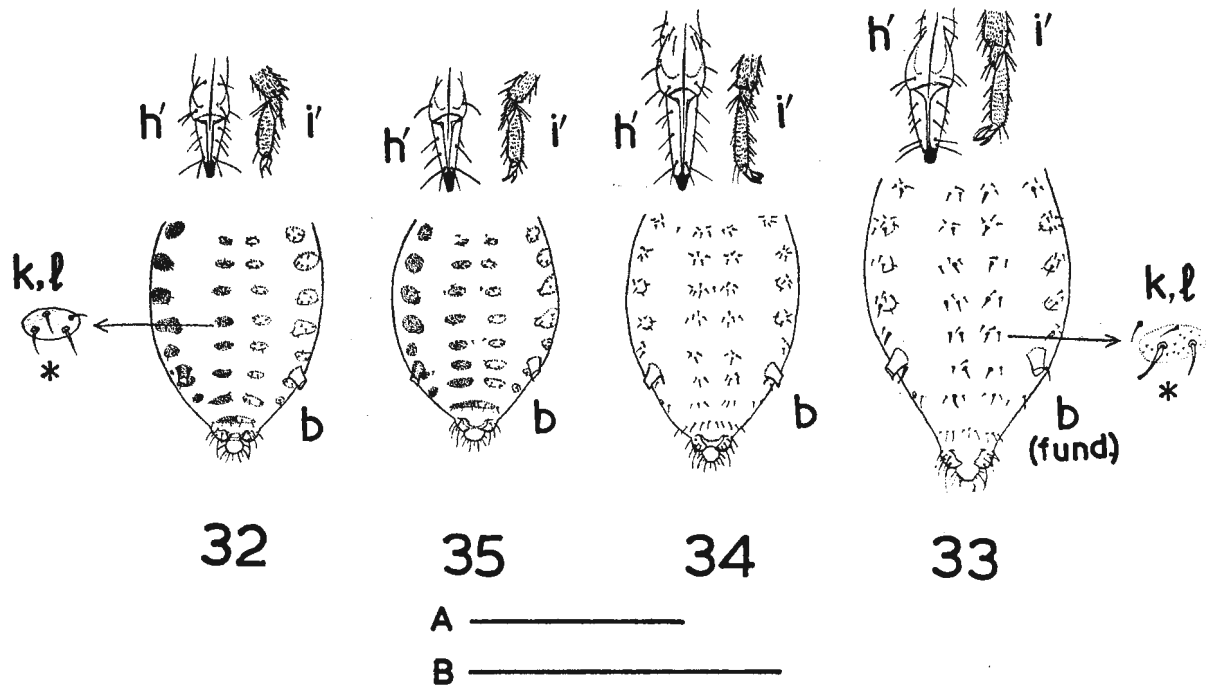 h′ i′
h′ i′
h′ i′
h′ i′
k, l
*
b
b
b
b
(fund.)
k, l
*
32
35
34
33
A
B